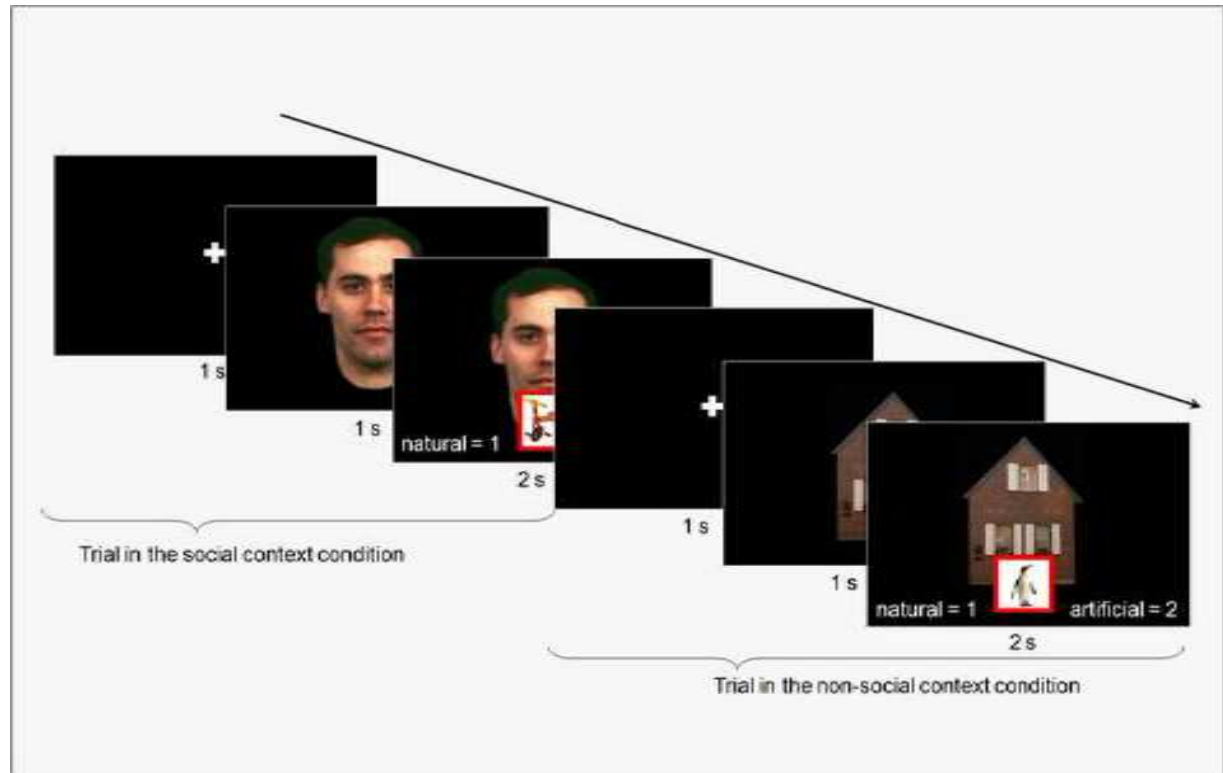 1 s
1 s
natural = 1
2 s
Trial in the social context condition
1 s
1 s
natural = 1 artificial = 2
2 s
Trial in the non-social context condition